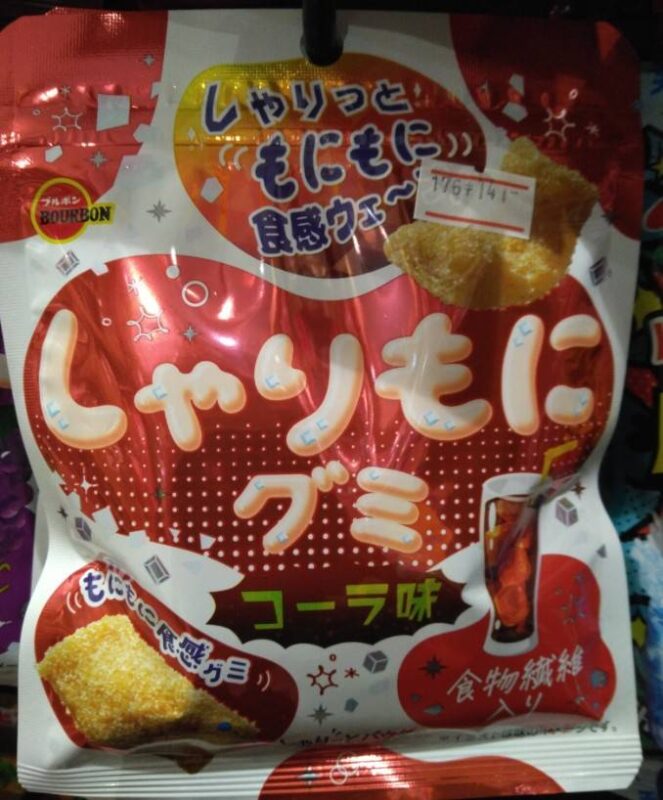 しゃりっと
もにもに
食感ウェ〜
176+141-
ブルボン
BOURBON
しゃりもに
グミ
コーラ味
もにもに食感グミ
食物繊維
入り